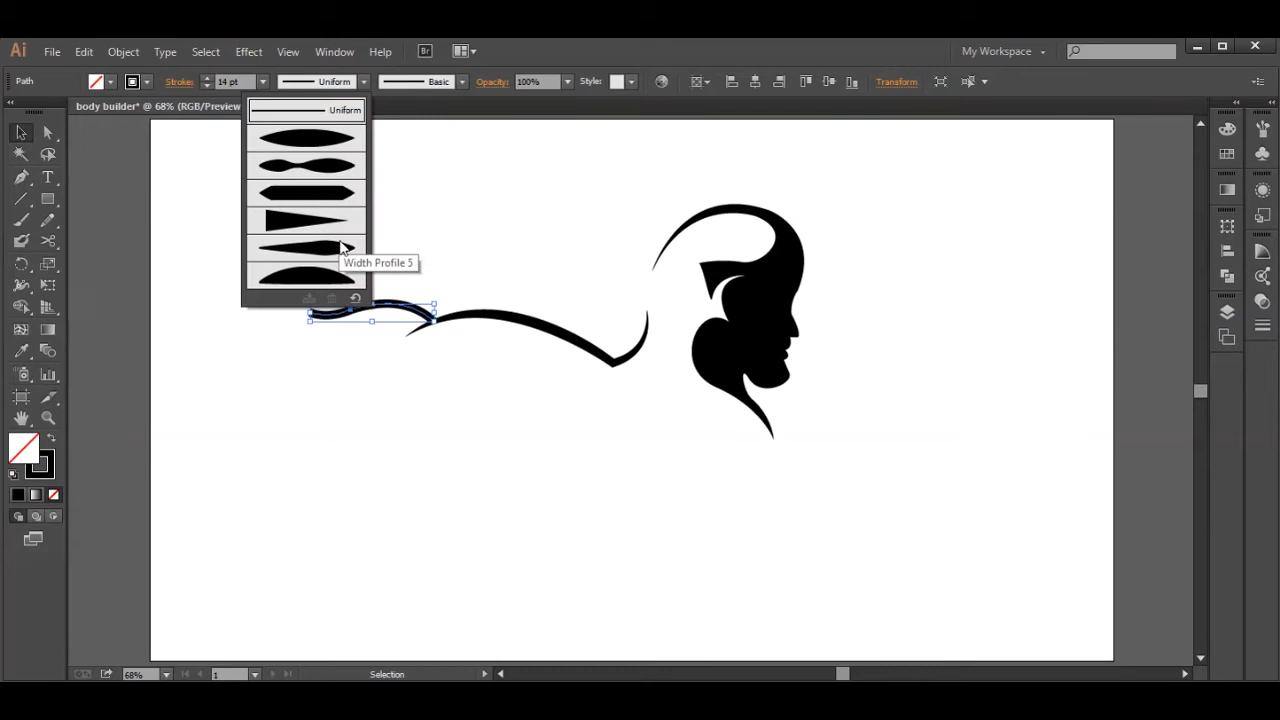 Ai File Edit Object Type Select Effect View Window Help Br My Workspace
Path Stroke: 14 pt Uniform Basic Opacity: 100% Style: Transform
body builder* @ 68% (RGB/Preview
Uniform
Width Profile 5
68% 1 Selection